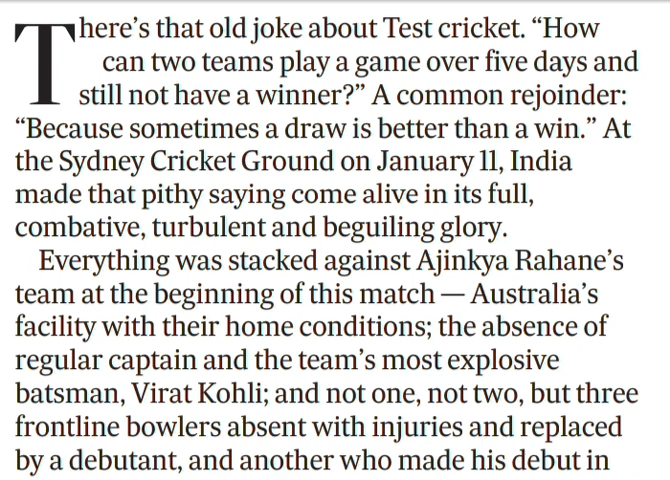 There's that old joke about Test cricket. “How
can two teams play a game over five days and
still not have a winner?” A common rejoinder:
“Because sometimes a draw is better than a win.” At
the Sydney Cricket Ground on January 11, India
made that pithy saying come alive in its full,
combative, turbulent and beguiling glory.
Everything was stacked against Ajinkya Rahane’s
team at the beginning of this match — Australia’s
facility with their home conditions; the absence of
regular captain and the team’s most explosive
batsman, Virat Kohli; and not one, not two, but three
frontline bowlers absent with injuries and replaced
by a debutant, and another who made his debut in